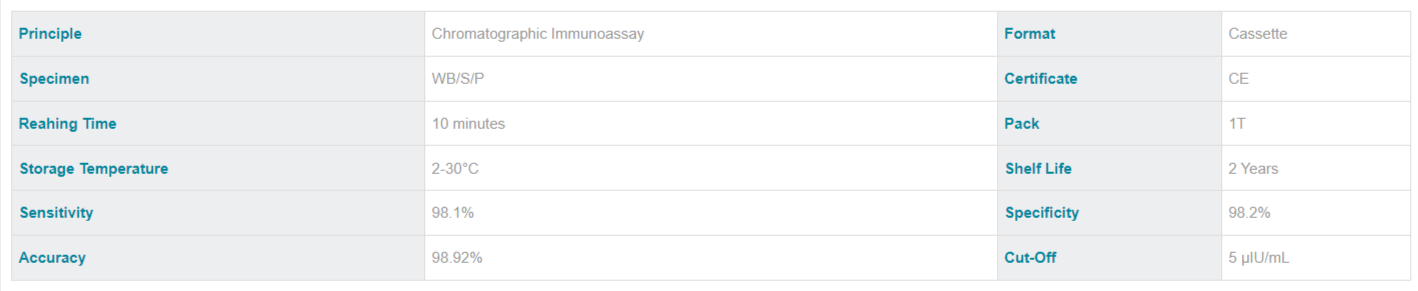 Principle Chromatographic Immunoassay Format Cassette
Specimen WB/S/P Certificate CE
Reahing Time 10 minutes Pack 1T
Storage Temperature 2-30°C Shelf Life 2 Years
Sensitivity 98.1% Specificity 98.2%
Accuracy 98.92% Cut-Off 5 µIU/mL